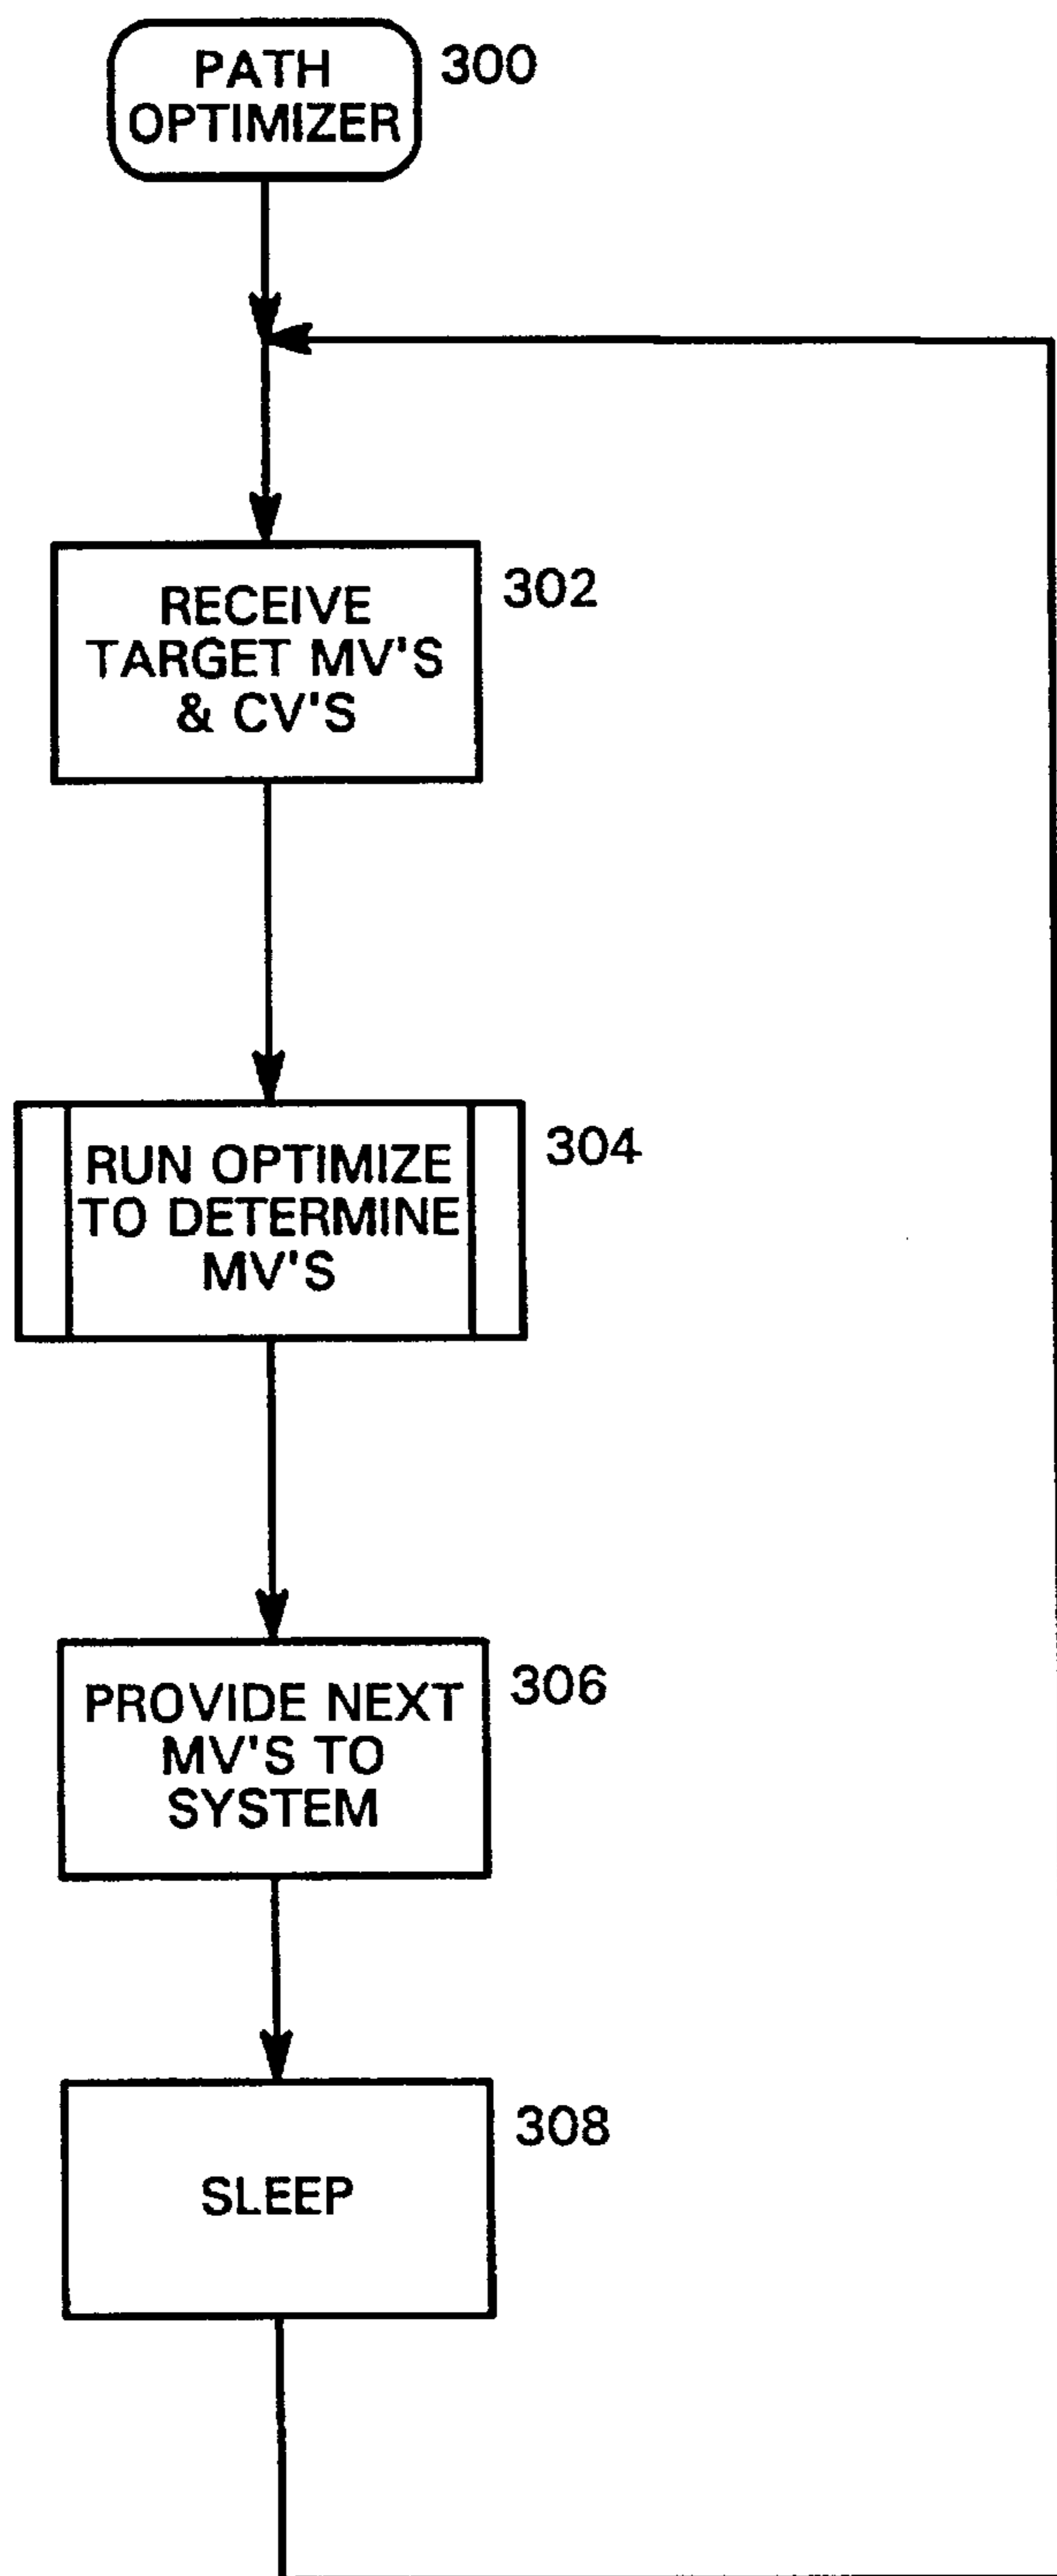 PATH
OPTIMIZER
300
RECEIVE
TARGET MV'S
& CV'S
302
RUN OPTIMIZE
TO DETERMINE
MV'S
304
PROVIDE NEXT
MV'S TO
SYSTEM
306
SLEEP
308